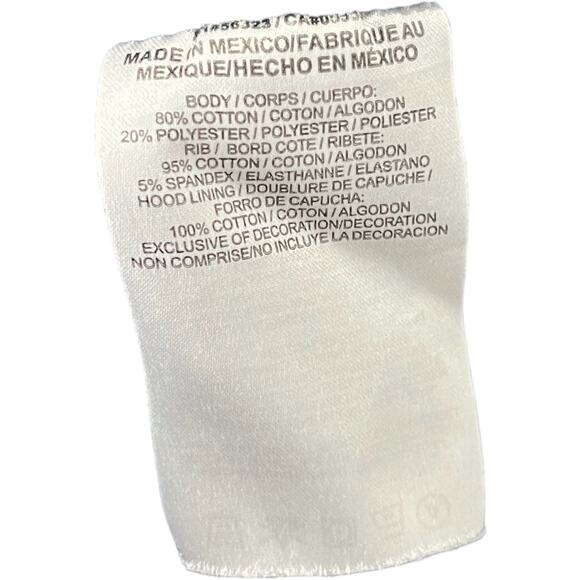 MADE IN MEXICO/FABRIQUE AU
MEXIQUE/HECHO EN MÉXICO
BODY / CORPS / CUERPO:
80% COTTON / COTON / ALGODON
20% POLYESTER / POLYESTER / POLIESTER
RIB / BORD COTE / RIBETE:
95% COTTON / COTON / ALGODON
5% SPANDEX / ELASTHANNE / ELASTANO
HOOD LINING / DOUBLURE DE CAPUCHE /
FORRO DE CAPUCHA:
100% COTTON / COTON / ALGODON
EXCLUSIVE OF DECORATION/DECORATION
NON COMPRISE/NO INCLUYE LA DECORACION